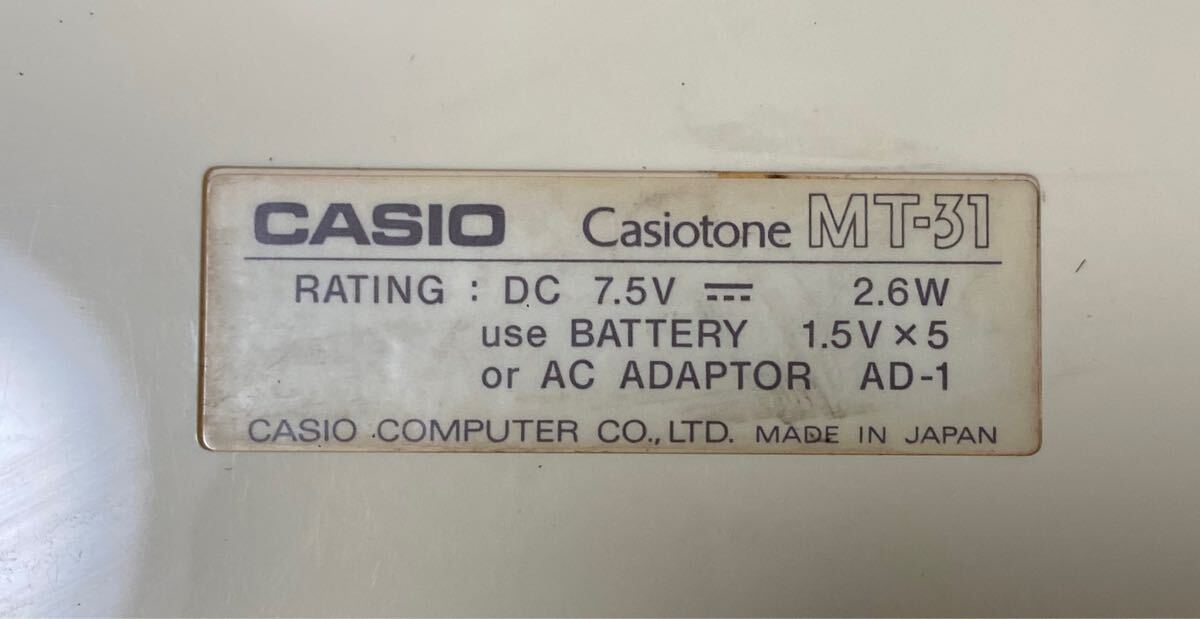 CASIO Casiotone MT-31
RATING : DC 7.5V ⎓ 2.6W
use BATTERY 1.5V×5
or AC ADAPTOR AD-1
CASIO COMPUTER CO., LTD. MADE IN JAPAN